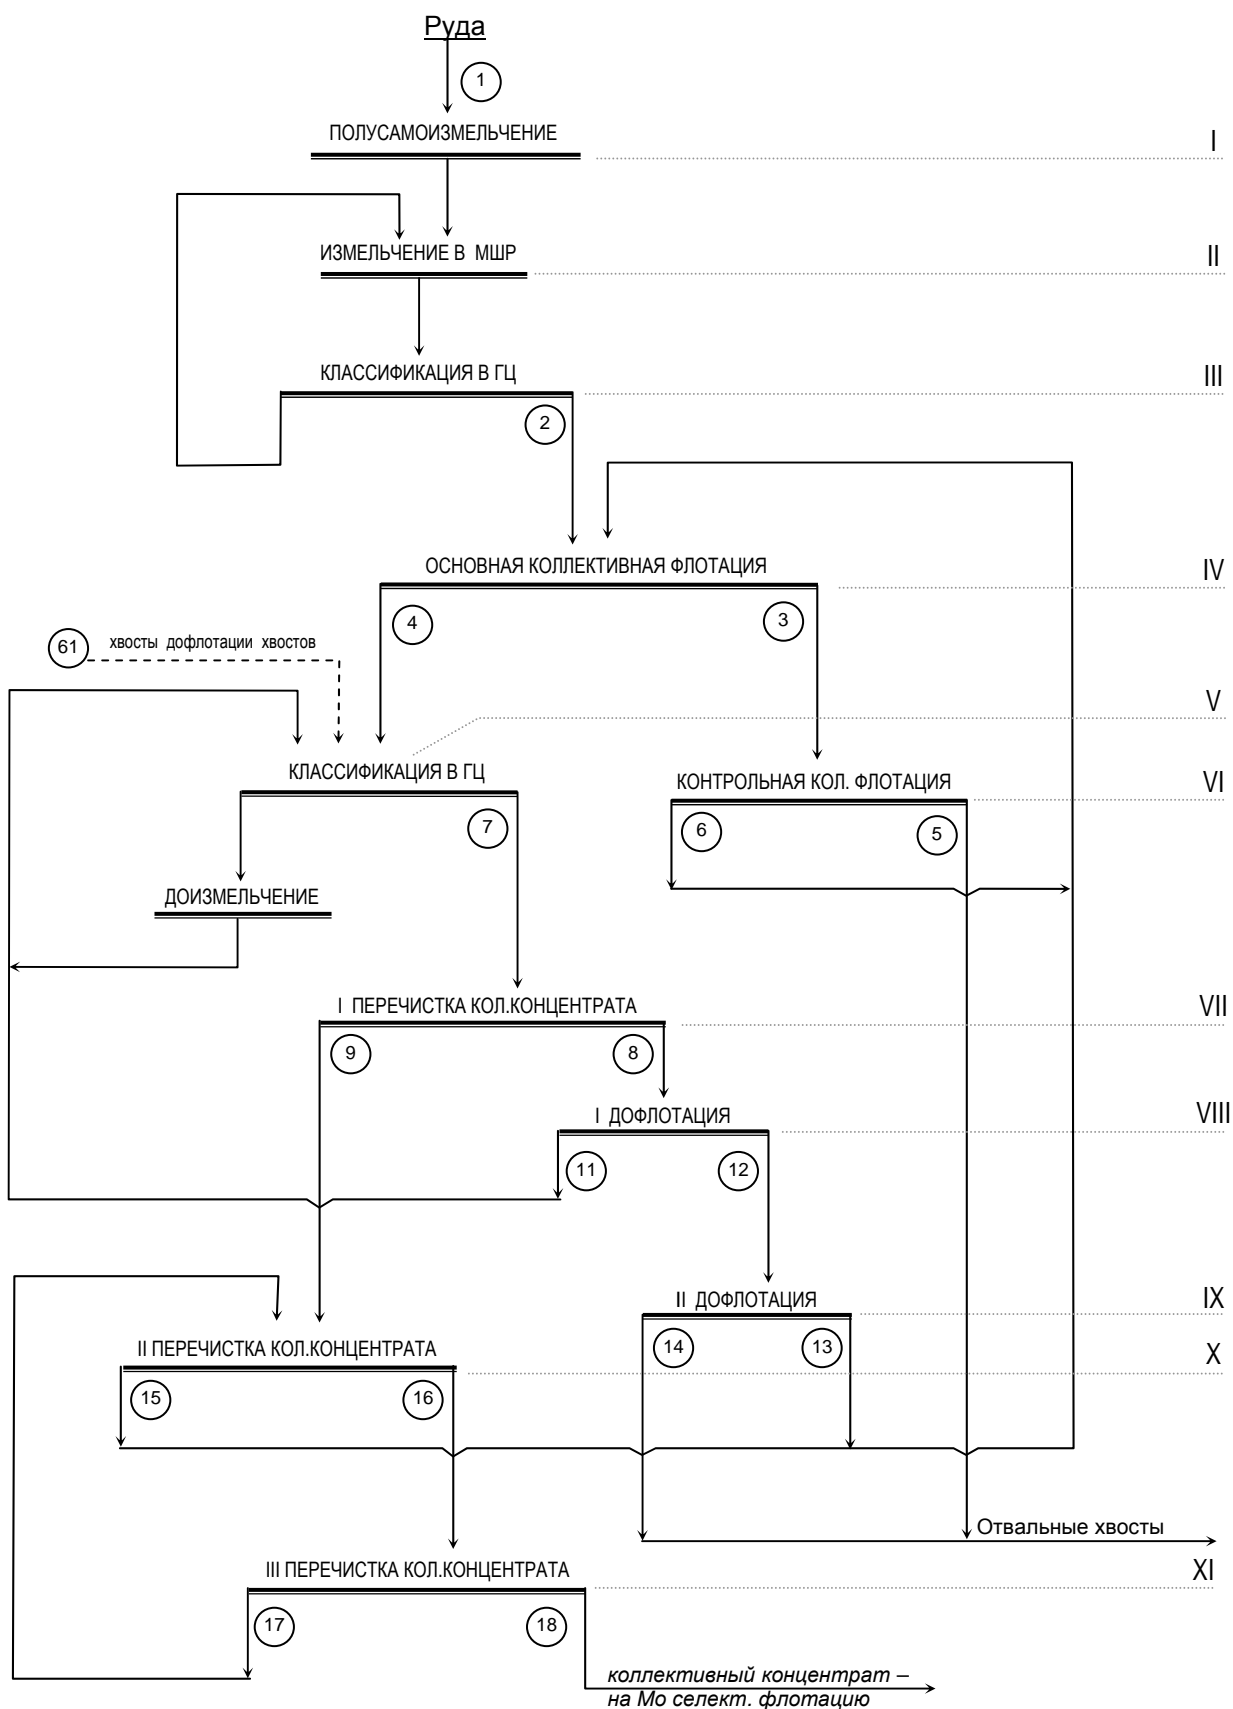 Руда
1
ПОЛУСАМОИЗМЕЛЬЧЕНИЕ
I
ИЗМЕЛЬЧЕНИЕ В МШР
II
КЛАССИФИКАЦИЯ В ГЦ
III
2
ОСНОВНАЯ КОЛЛЕКТИВНАЯ ФЛОТАЦИЯ
IV
4
3
61
хвосты дофлотации хвостов
V
КЛАССИФИКАЦИЯ В ГЦ
КОНТРОЛЬНАЯ КОЛ. ФЛОТАЦИЯ
VI
7
6
5
ДОИЗМЕЛЬЧЕНИЕ
I ПЕРЕЧИСТКА КОЛ.КОНЦЕНТРАТА
VII
9
8
I ДОФЛОТАЦИЯ
VIII
11
12
II ДОФЛОТАЦИЯ
IX
14
13
II ПЕРЕЧИСТКА КОЛ.КОНЦЕНТРАТА
X
15
16
Отвальные хвосты
III ПЕРЕЧИСТКА КОЛ.КОНЦЕНТРАТА
XI
17
18
коллективный концентрат –
на Мо селект. флотацию